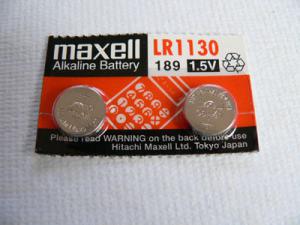 maxell LR1130
Alkaline Battery 189 1.5V
Please read WARNING on the back before use
Hitachi Maxell Ltd. Tokyo Japan